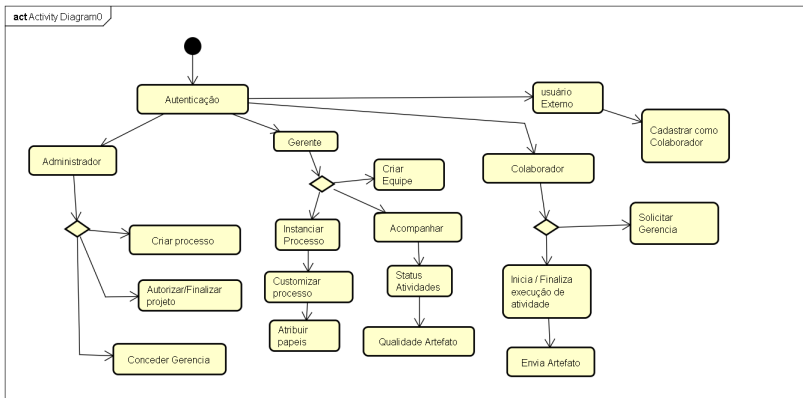 act Activity Diagram0
Autenticação
usuário
Externo
Cadastrar como
Colaborador
Administrador
Gerente
Colaborador
Criar
Equipe
Criar processo
Instanciar
Processo
Acompanhar
Solicitar
Gerencia
Autorizar/Finalizar
projeto
Customizar
processo
Status
Atividades
Inicia / Finaliza
execução de
atividade
Conceder Gerencia
Atribuir
papeis
Qualidade Artefato
Envia Artefato